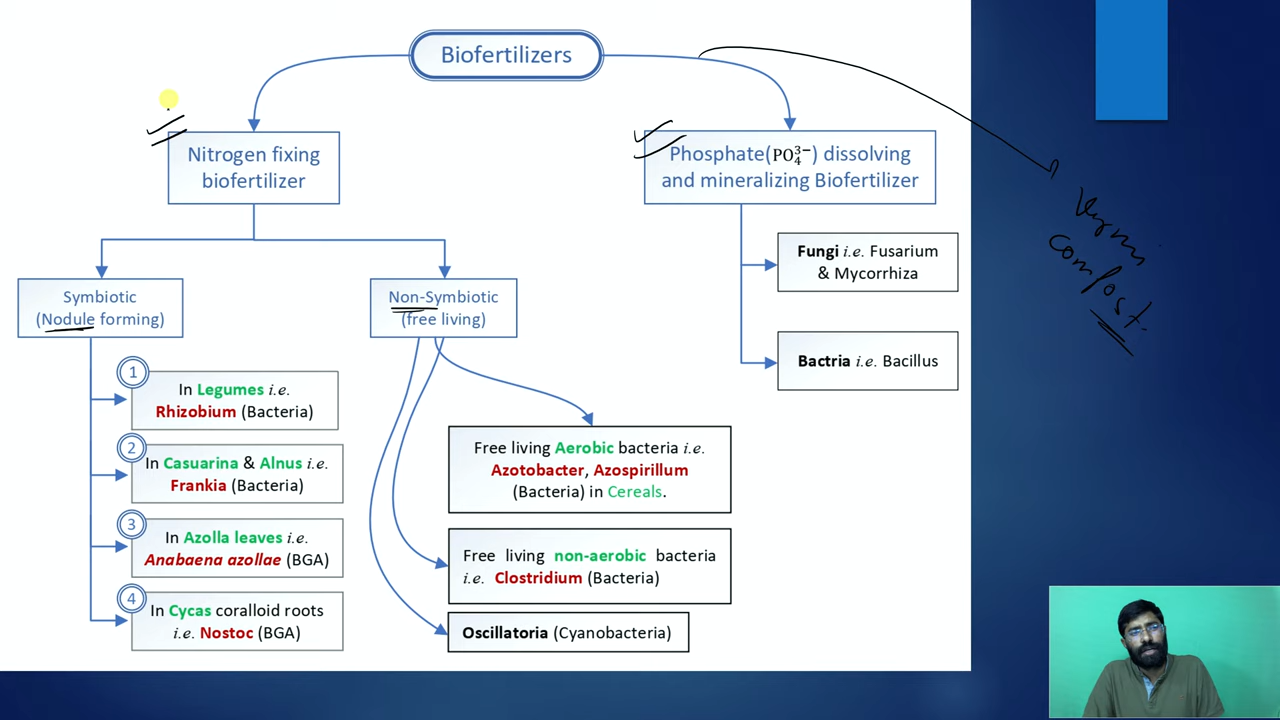 Biofertilizers
Nitrogen fixing
biofertilizer
Phosphate(PO₄³⁻) dissolving
and mineralizing Biofertilizer
Symbiotic
(Nodule forming)
Non-Symbiotic
(free living)
Fungi i.e. Fusarium
& Mycorrhiza
Bactria i.e. Bacillus
1
In Legumes i.e.
Rhizobium (Bacteria)
2
In Casuarina & Alnus i.e.
Frankia (Bacteria)
3
In Azolla leaves i.e.
Anabaena azollae (BGA)
4
In Cycas coralloid roots
i.e. Nostoc (BGA)
Free living Aerobic bacteria i.e.
Azotobacter, Azospirillum
(Bacteria) in Cereals.
Free living non-aerobic bacteria
i.e. Clostridium (Bacteria)
Oscillatoria (Cyanobacteria)
compost